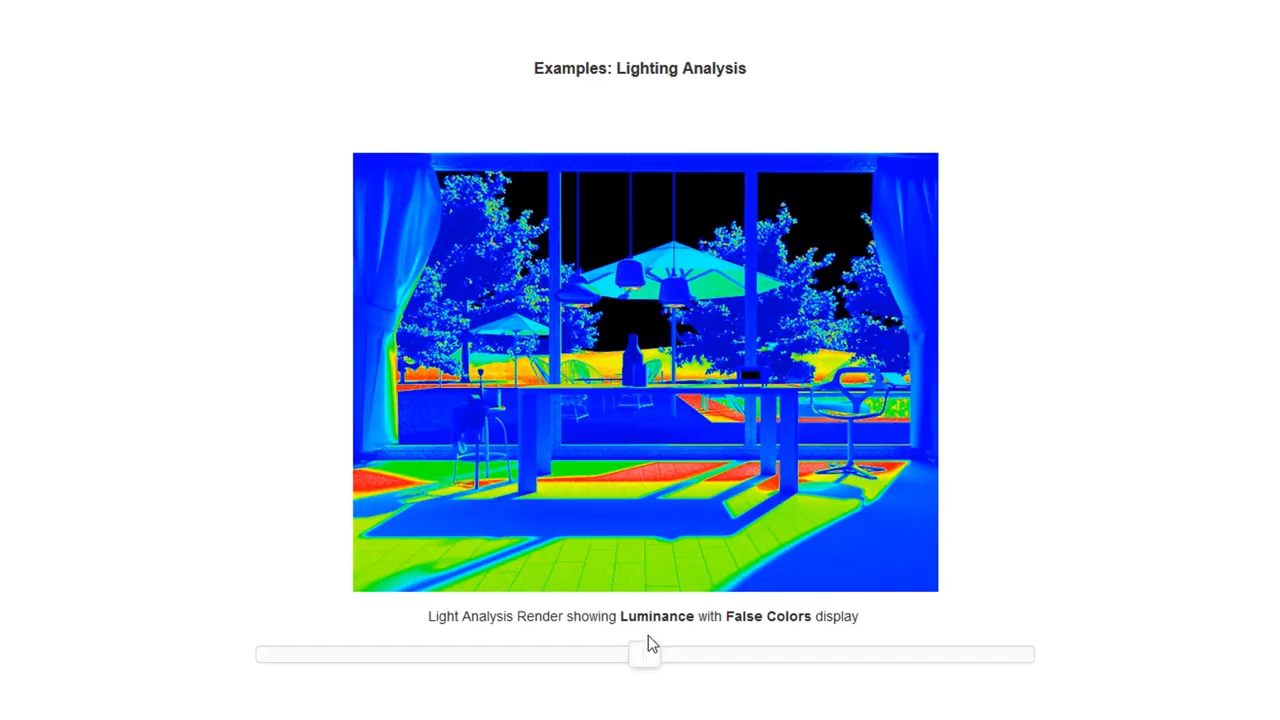 Examples: Lighting Analysis
Light Analysis Render showing Luminance with False Colors display